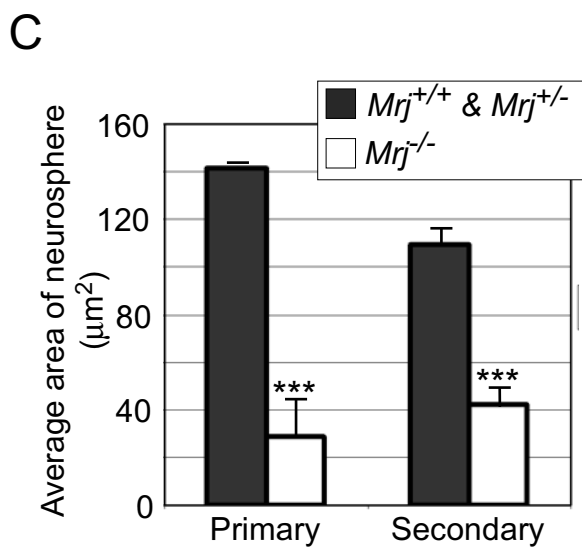 C
Mrj+/+ & Mrj+/-
Mrj-/-
Average area of neurosphere
(μm2)
160
120
80
40
0
***
***
Primary Secondary